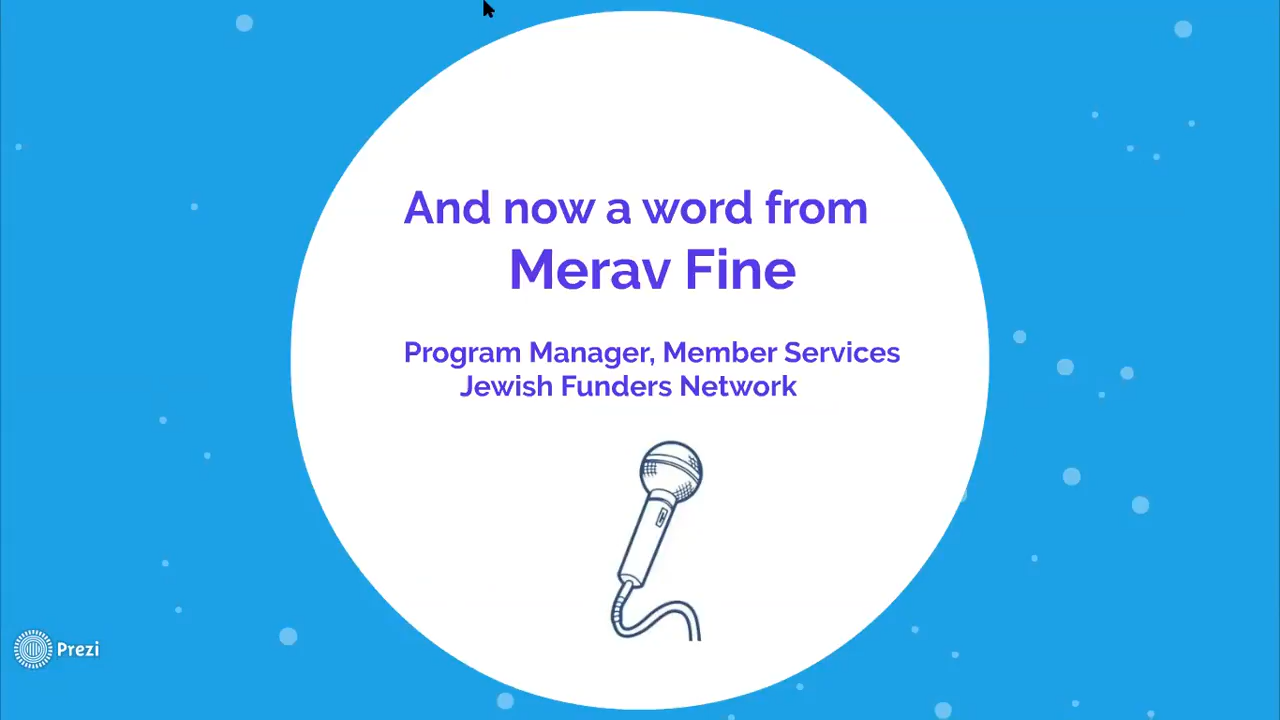 And now a word from
Merav Fine
Program Manager, Member Services
Jewish Funders Network
Prezi